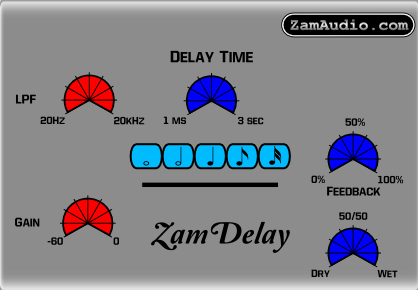 ZamAudio.com
DELAY TIME
LPF
20HZ 20KHZ
1 MS 3 SEC
50%
0% 100%
FEEDBACK
GAIN
-60 0
ZamDelay
50/50
DRY WET